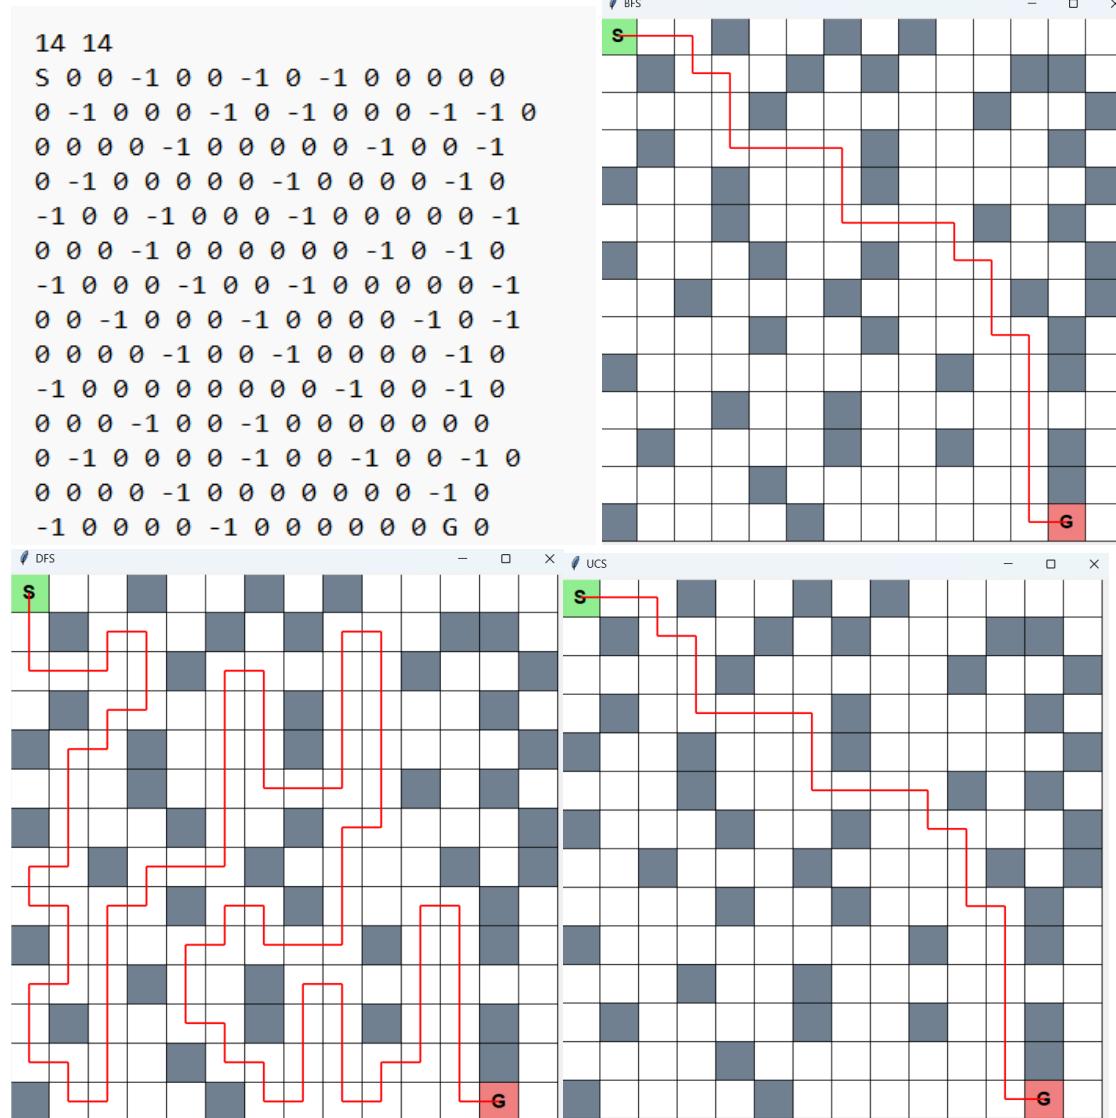 14 14
S 0 0 -1 0 0 -1 0 -1 0 0 0 0 0
0 -1 0 0 0 -1 0 -1 0 0 0 -1 -1 0
0 0 0 0 -1 0 0 0 0 0 -1 0 0 -1
0 -1 0 0 0 0 0 -1 0 0 0 0 -1 0
-1 0 0 -1 0 0 0 -1 0 0 0 0 0 -1
0 0 0 -1 0 0 0 0 0 0 -1 0 -1 0
-1 0 0 0 -1 0 0 -1 0 0 0 0 0 -1
0 0 -1 0 0 0 -1 0 0 0 0 -1 0 -1
0 0 0 0 -1 0 0 -1 0 0 0 0 -1 0
-1 0 0 0 0 0 0 0 0 -1 0 0 -1 0
0 0 0 -1 0 0 -1 0 0 0 0 0 0 0
0 -1 0 0 0 0 -1 0 0 -1 0 0 -1 0
0 0 0 0 -1 0 0 0 0 0 0 0 -1 0
-1 0 0 0 0 -1 0 0 0 0 0 0 G 0
BFS
S
G
DFS
S
G
UCS
S
G